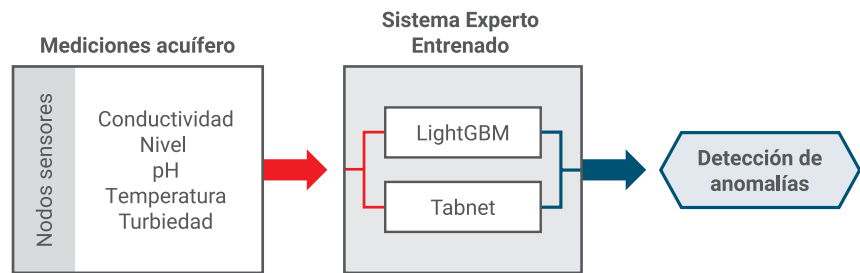 Mediciones acuífero
Nodos sensores
Conductividad
Nivel
pH
Temperatura
Turbiedad
Sistema Experto
Entrenado
LightGBM
Tabnet
Detección de
anomalías